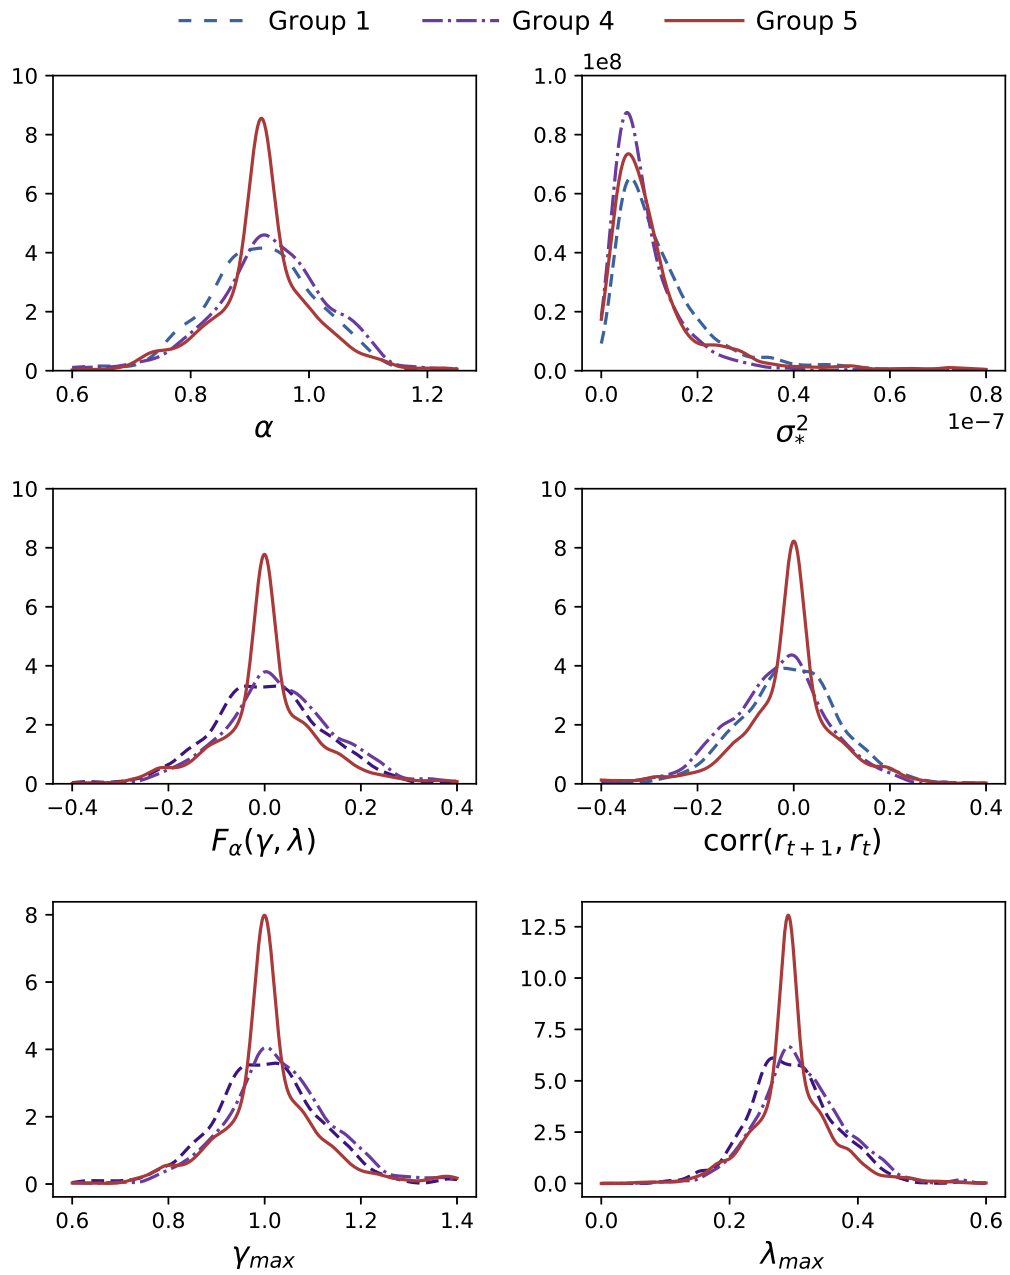 Group 1 Group 4 Group 5
1e8
10 1.0
8 0.8
6 0.6
4 0.4
2 0.2
0 0.0
0.6 0.8 1.0 1.2 0.0 0.2 0.4 0.6 0.8
1e−7
α σ*²
10 10
8 8
6 6
4 4
2 2
0 0
−0.4 −0.2 0.0 0.2 0.4 −0.4 −0.2 0.0 0.2 0.4
Fα(γ, λ) corr(rt+1, rt)
8 12.5
6 10.0
4 7.5
2 5.0
0 2.5
0.0
0.6 0.8 1.0 1.2 1.4 0.0 0.2 0.4 0.6
γmax λmax